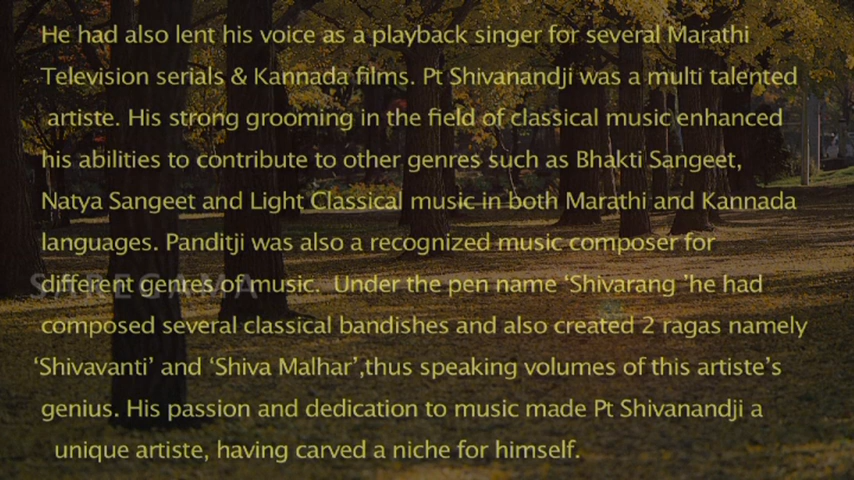 He had also lent his voice as a playback singer for several Marathi
Television serials & Kannada films. Pt Shivanandji was a multi talented
artiste. His strong grooming in the field of classical music enhanced
his abilities to contribute to other genres such as Bhakti Sangeet,
Natya Sangeet and Light Classical music in both Marathi and Kannada
languages. Panditji was also a recognized music composer for
different genres of music.  Under the pen name ‘Shivarang ’he had
SAREGAMA
composed several classical bandishes and also created 2 ragas namely
‘Shivavanti’ and ‘Shiva Malhar’,thus speaking volumes of this artiste’s
genius. His passion and dedication to music made Pt Shivanandji a
unique artiste, having carved a niche for himself.